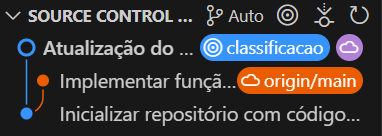 SOURCE CONTROL ... Auto
Atualização do ... classificacao
Implementar funçã... origin/main
Inicializar repositório com código...